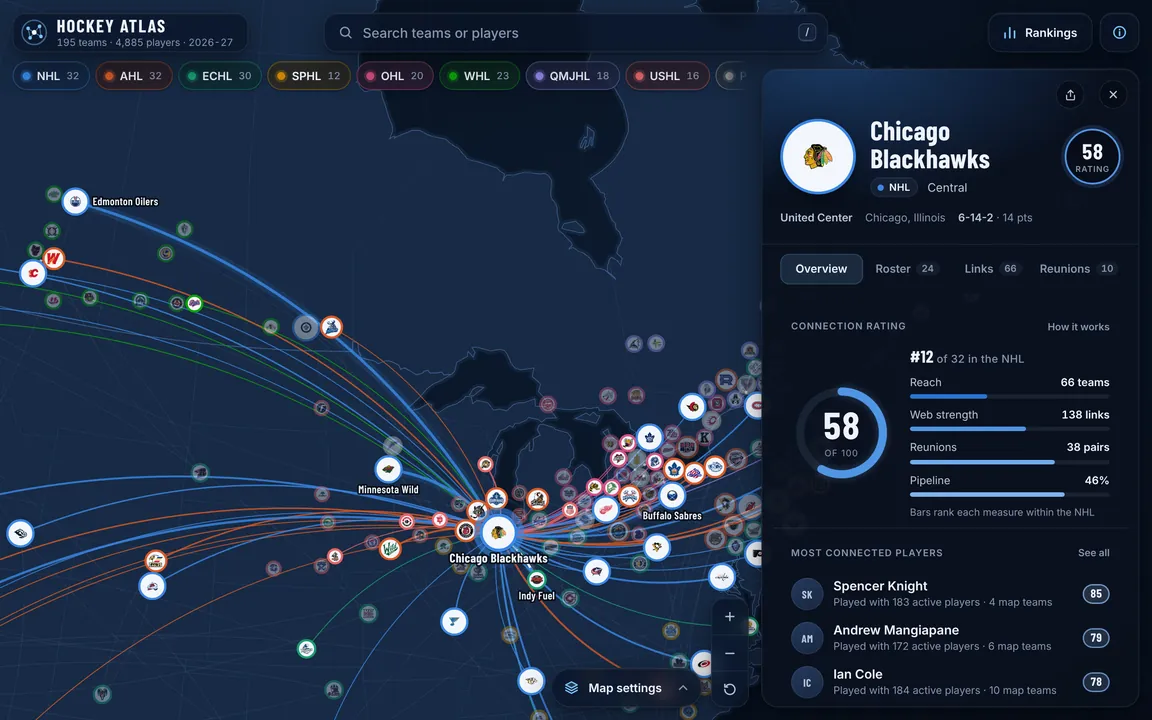 HOCKEY ATLAS
195 teams · 4,885 players · 2026-27
Search teams or players
/
Rankings
NHL 32
AHL 32
ECHL 30
SPHL 12
OHL 20
WHL 23
QMJHL 18
USHL 16
Edmonton Oilers
Minnesota Wild
Chicago Blackhawks
Buffalo Sabres
Indy Fuel
Map settings
Chicago
Blackhawks
NHL Central
58
RATING
United Center Chicago, Illinois 6-14-2 · 14 pts
Overview
Roster 24
Links 66
Reunions 10
CONNECTION RATING
How it works
58
OF 100
#12 of 32 in the NHL
Reach 66 teams
Web strength 138 links
Reunions 38 pairs
Pipeline 46%
Bars rank each measure within the NHL
MOST CONNECTED PLAYERS
See all
SK
Spencer Knight
Played with 183 active players · 4 map teams
85
AM
Andrew Mangiapane
Played with 172 active players · 6 map teams
79
IC
Ian Cole
Played with 184 active players · 10 map teams
78